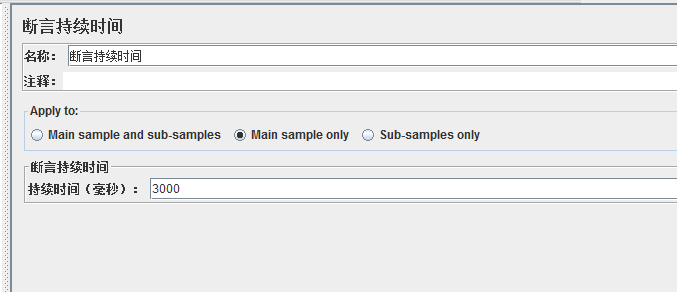 断言持续时间
名称： 断言持续时间
注释：
Apply to:
Main sample and sub-samples Main sample only Sub-samples only
断言持续时间
持续时间（毫秒）： 3000